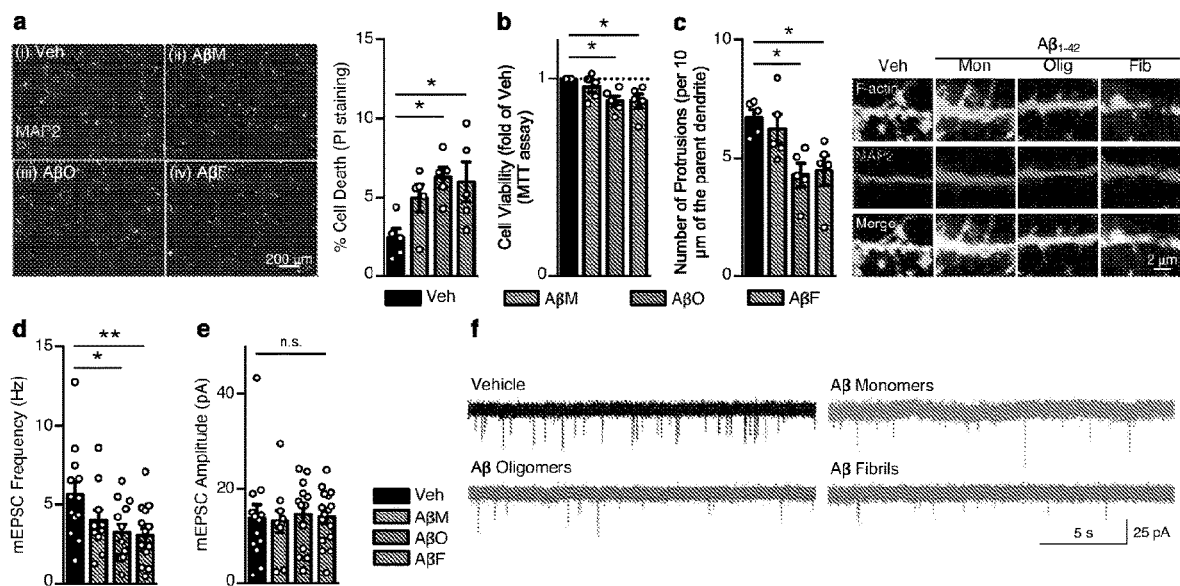 a
(i) Veh
(ii) AβM
MAP2
(iii) AβO
(iv) AβF
200 µm
% Cell Death (PI staining)
15
10
5
0
*
*
b
Cell Viability (fold of Veh)
(MTT assay)
1
0
*
*
c
Number of Protrusions (per 10
µm of the parent dendrite)
10
5
0
*
*
Aβ1-42
Veh
Mon
Olig
Fib
F-actin
MAP2
Merge
2 µm
Veh
AβM
AβO
AβF
d
mEPSC Frequency (Hz)
15
10
5
0
**
*
e
mEPSC Amplitude (pA)
40
20
0
n.s.
Veh
AβM
AβO
AβF
f
Vehicle
Aβ Monomers
Aβ Oligomers
Aβ Fibrils
5 s
25 pA